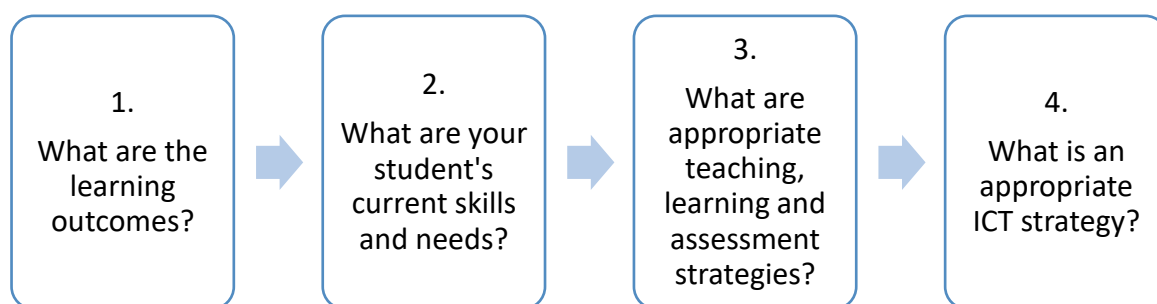 1.
What are the
learning
outcomes?
2.
What are your
student's
current skills
and needs?
3.
What are
appropriate
teaching,
learning and
assessment
strategies?
4.
What is an
appropriate
ICT strategy?